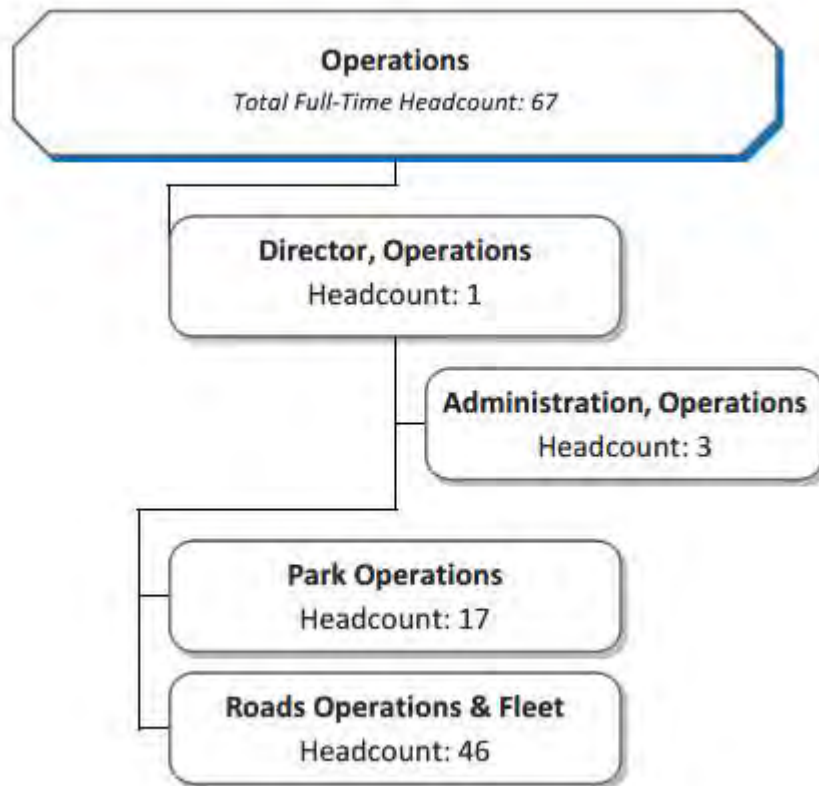 Operations
Total Full-Time Headcount: 67
Director, Operations
Headcount: 1
Administration, Operations
Headcount: 3
Park Operations
Headcount: 17
Roads Operations & Fleet
Headcount: 46